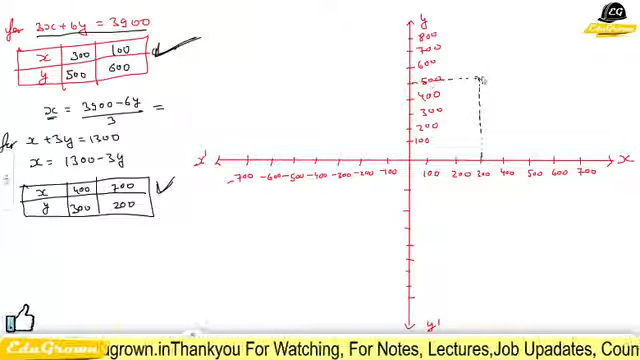 for 3x+6y = 3900
x 300 100
y 500 600
x = 3900-6y =
3
for x+3y = 1300
x = 1300-3y
x 400 700
y 300 200
y
800
700
600
500
400
300
200
100
x' x
-700 -600 -500 -400 -300 -200 -100 100 200 300 400 500 600 700
y'
EG
EduGrown
EduGrown
ugrown.inThankyou For Watching, For Notes, Lectures,Job Upadates, Coun